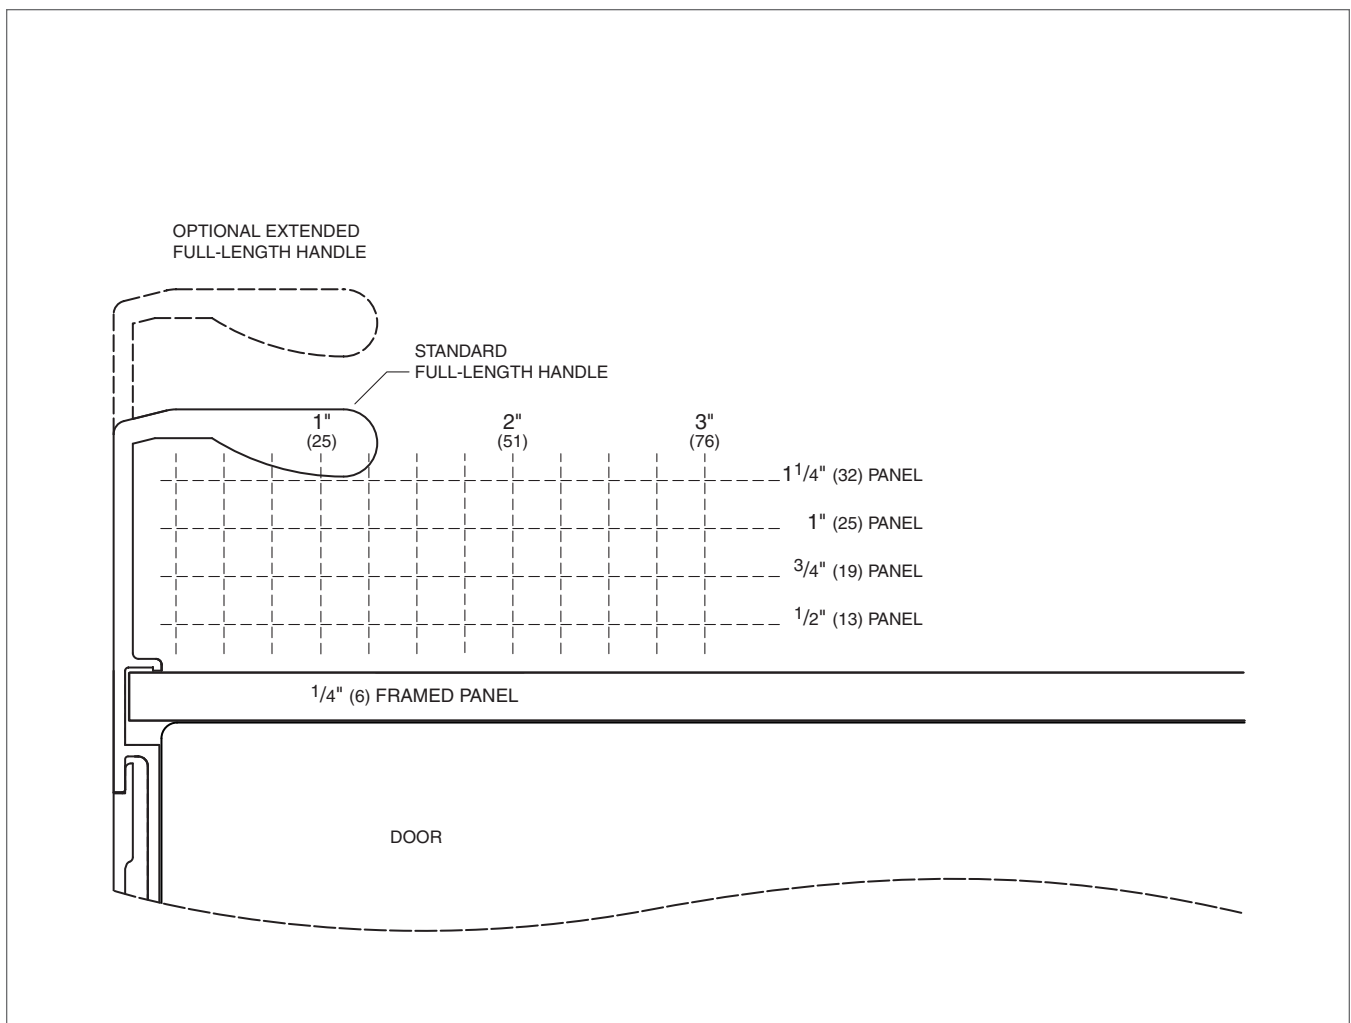 OPTIONAL EXTENDED
FULL-LENGTH HANDLE
STANDARD
FULL-LENGTH HANDLE
1" 2" 3"
(25) (51) (76)
1 1/4" (32) PANEL
1" (25) PANEL
3/4" (19) PANEL
1/2" (13) PANEL
1/4" (6) FRAMED PANEL
DOOR